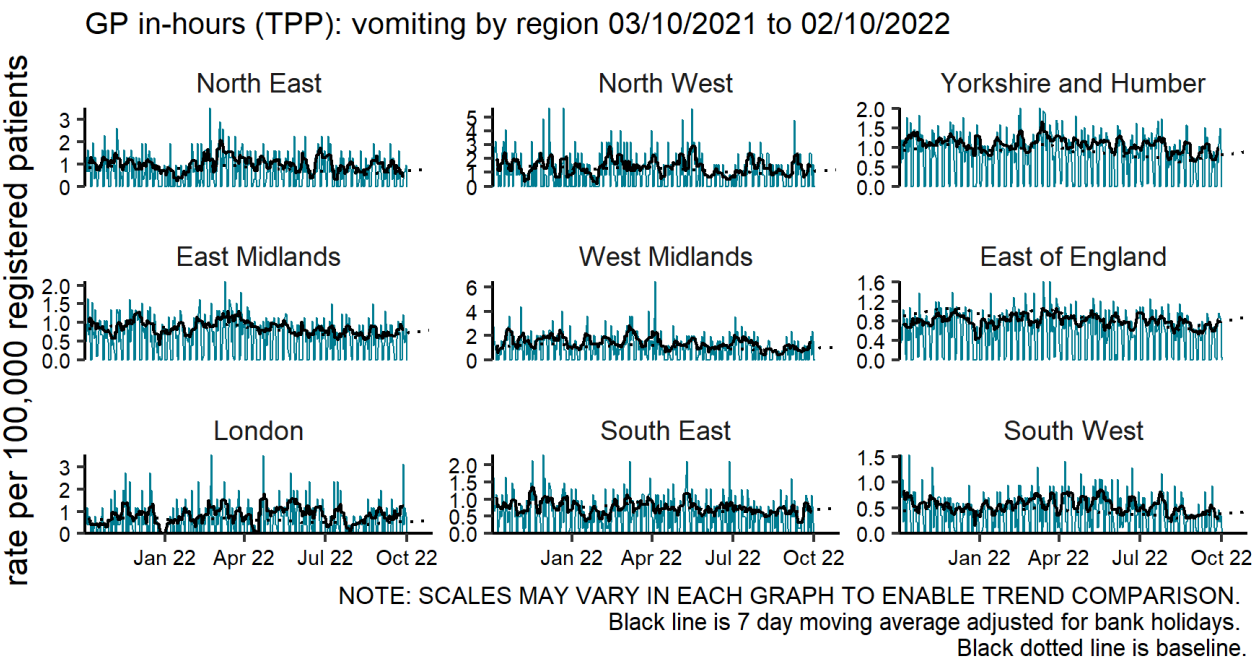 GP in-hours (TPP): vomiting by region 03/10/2021 to 02/10/2022
rate per 100,000 registered patients
North East
3
2
1
0
North West
5
4
3
2
1
0
Yorkshire and Humber
2.0
1.5
1.0
0.5
0.0
East Midlands
2.0
1.5
1.0
0.5
0.0
West Midlands
6
4
2
0
East of England
1.6
1.2
0.8
0.4
0.0
London
3
2
1
0
South East
2.0
1.5
1.0
0.5
0.0
South West
1.5
1.0
0.5
0.0
Jan 22 Apr 22 Jul 22 Oct 22
Jan 22 Apr 22 Jul 22 Oct 22
Jan 22 Apr 22 Jul 22 Oct 22
NOTE: SCALES MAY VARY IN EACH GRAPH TO ENABLE TREND COMPARISON.
Black line is 7 day moving average adjusted for bank holidays.
Black dotted line is baseline.